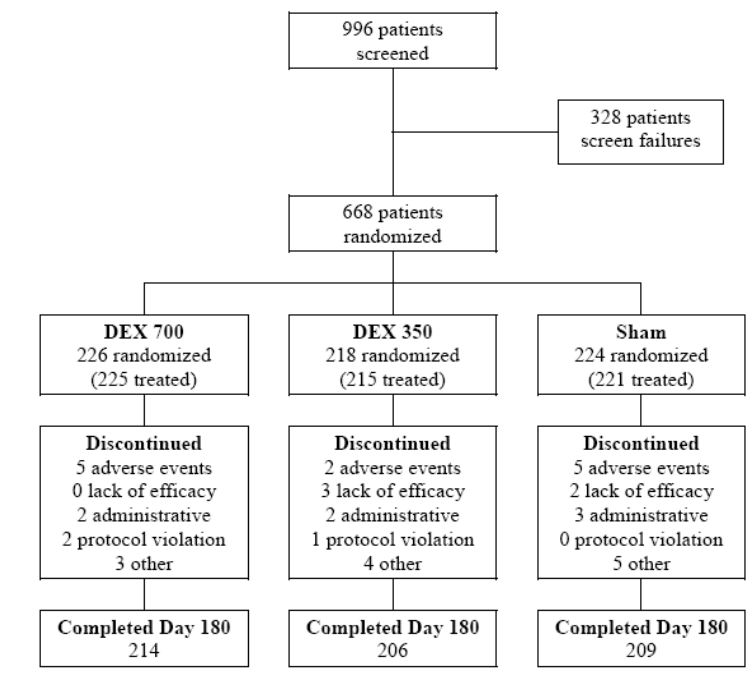 996 patients
screened
328 patients
screen failures
668 patients
randomized
DEX 700
226 randomized
(225 treated)
DEX 350
218 randomized
(215 treated)
Sham
224 randomized
(221 treated)
Discontinued
5 adverse events
0 lack of efficacy
2 administrative
2 protocol violation
3 other
Discontinued
2 adverse events
3 lack of efficacy
2 administrative
1 protocol violation
4 other
Discontinued
5 adverse events
2 lack of efficacy
3 administrative
0 protocol violation
5 other
Completed Day 180
214
Completed Day 180
206
Completed Day 180
209